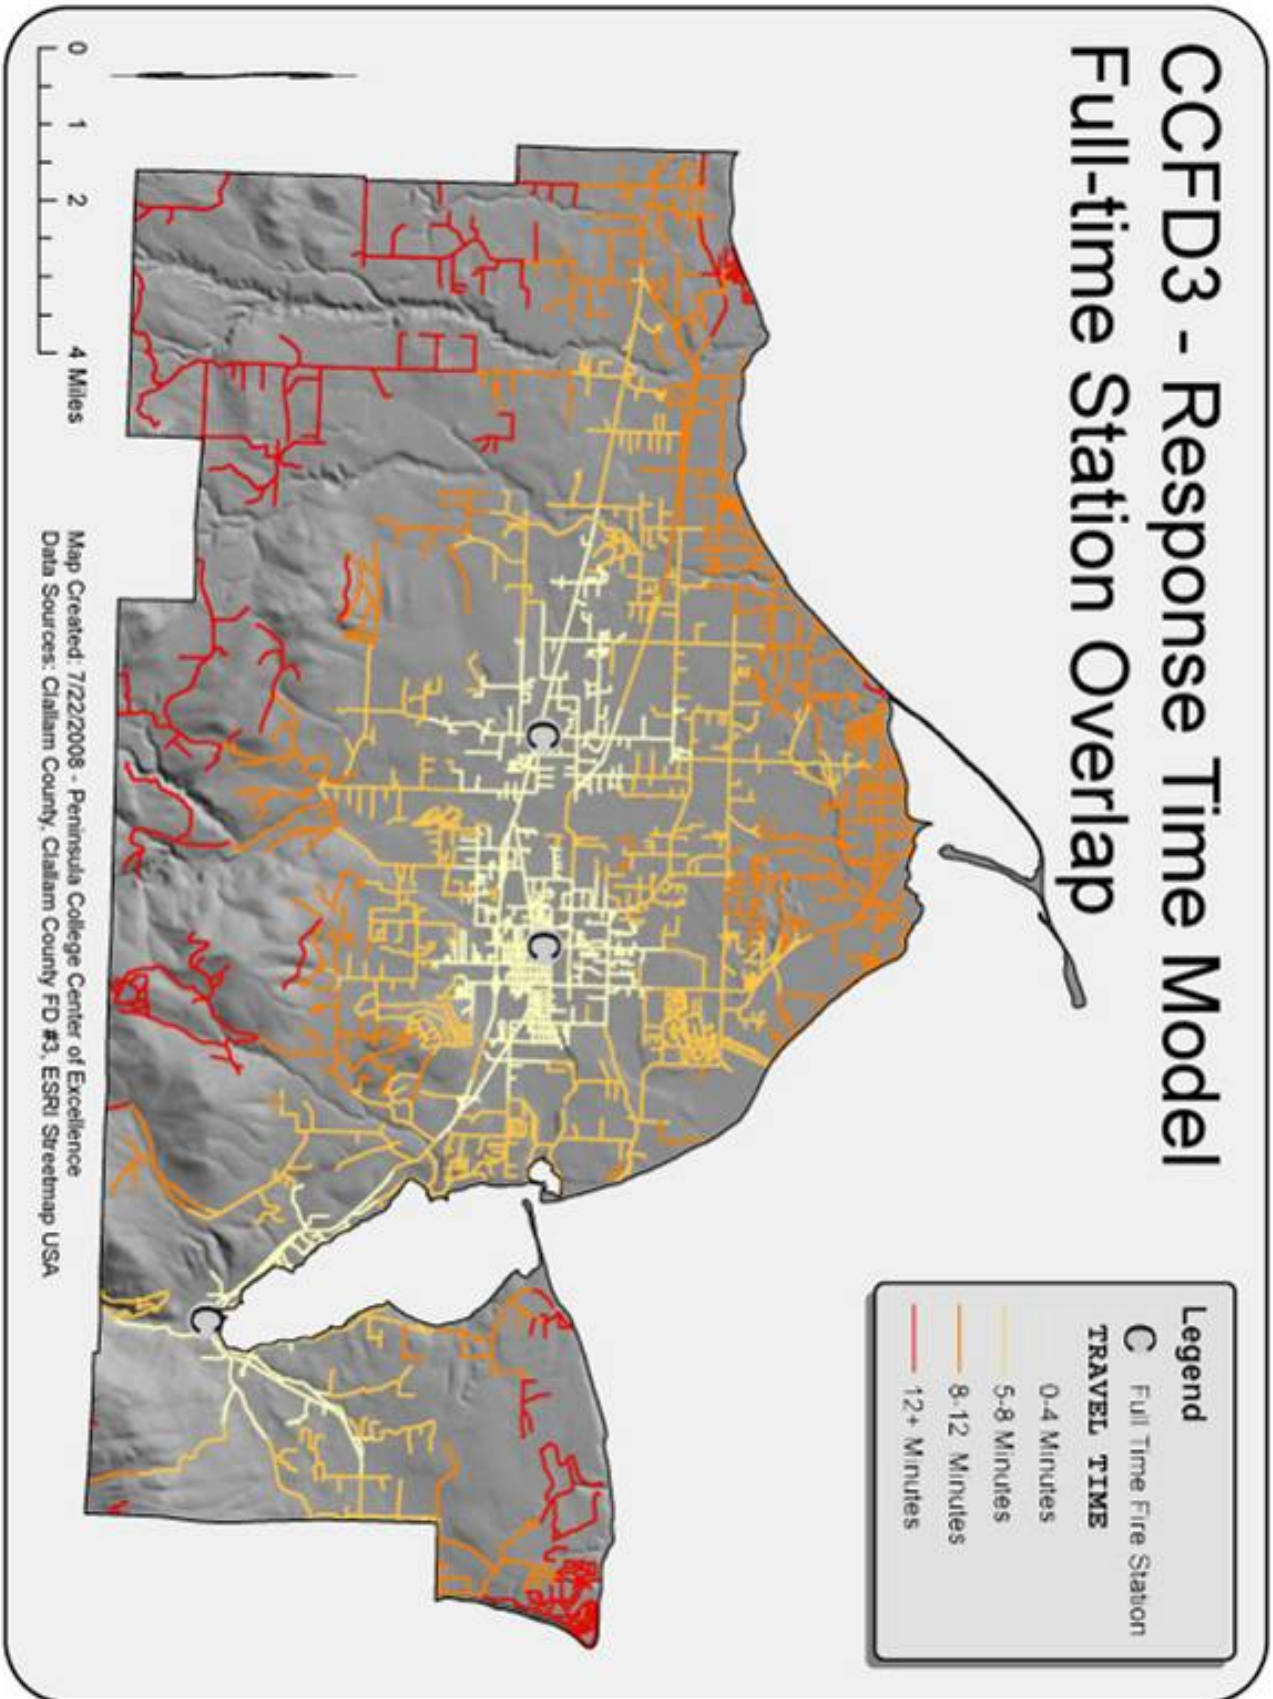 CCFD3 - Response Time Model
Full-time Station Overlap
Legend
C Full Time Fire Station
TRAVEL TIME
0-4 Minutes
5-8 Minutes
8-12 Minutes
12+ Minutes
C
C
C
0 1 2 4 Miles
Map Created: 7/22/2008 - Peninsula College Center of Excellence
Data Sources: Clallam County, Clallam County FD #3, ESRI Streetmap USA